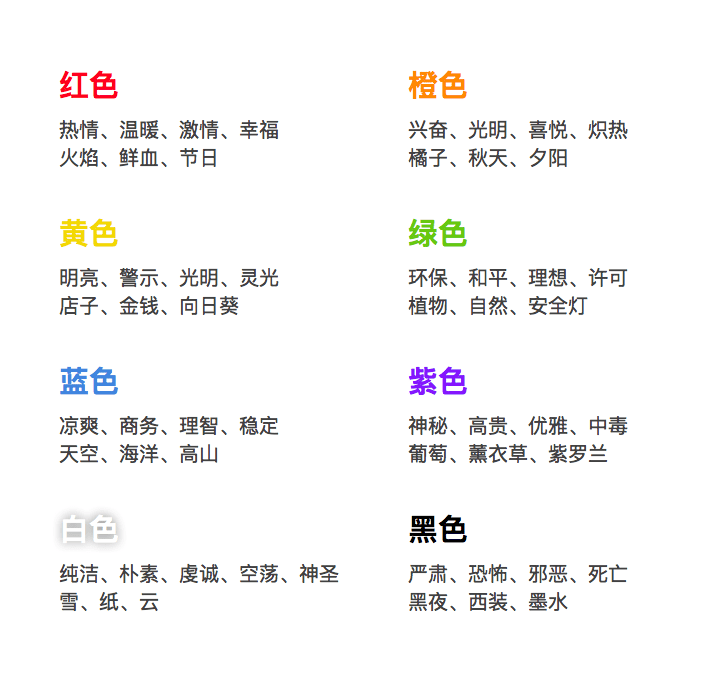 红色
热情、温暖、激情、幸福
火焰、鲜血、节日
橙色
兴奋、光明、喜悦、炽热
橘子、秋天、夕阳
黄色
明亮、警示、光明、灵光
店子、金钱、向日葵
绿色
环保、和平、理想、许可
植物、自然、安全灯
蓝色
凉爽、商务、理智、稳定
天空、海洋、高山
紫色
神秘、高贵、优雅、中毒
葡萄、薰衣草、紫罗兰
白色
纯洁、朴素、虔诚、空荡、神圣
雪、纸、云
黑色
严肃、恐怖、邪恶、死亡
黑夜、西装、墨水